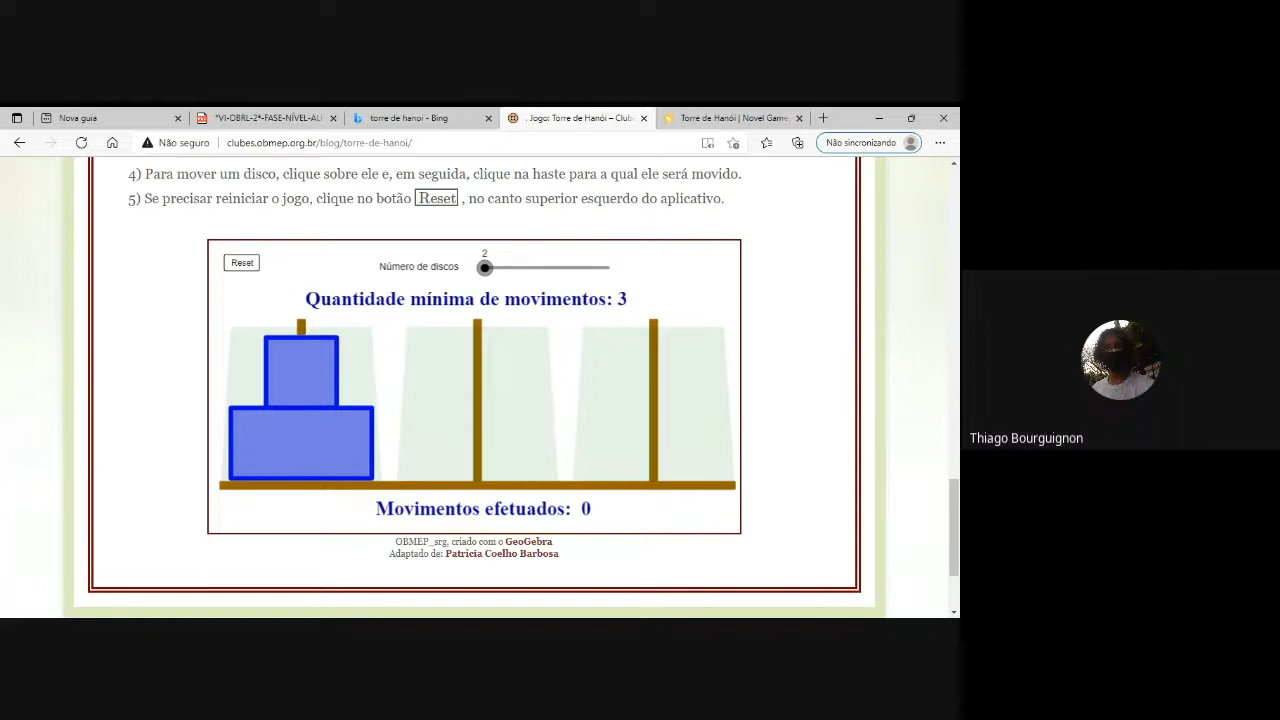 Nova guia
*VI-DBRL-2ª-FASE-NÍVEL-AL
torre de hanoi - Bing
. Jogo: Torre de Hanói – Clube
Torre de Hanói | Novel Game
Não seguro
clubes.obmep.org.br/blog/torre-de-hanoi/
Não sincronizando
4) Para mover um disco, clique sobre ele e, em seguida, clique na haste para a qual ele será movido.
5) Se precisar reiniciar o jogo, clique no botão Reset , no canto superior esquerdo do aplicativo.
Reset
Número de discos
2
Quantidade mínima de movimentos: 3
Movimentos efetuados: 0
OBMEP_srg, criado com o GeoGebra
Adaptado de: Patrícia Coelho Barbosa
Thiago Bourguignon